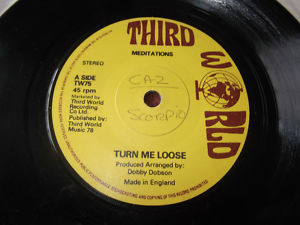 THIRD WORLD
MEDITATIONS
STEREO
A SIDE
TW75
45 rpm
Marketed by
Third World
Recording
Co Ltd.
Published by:
Third World
Music 78
CAZ
SCORPIO
TURN ME LOOSE
Produced Arranged by:
Dobby Dobson
Made in England